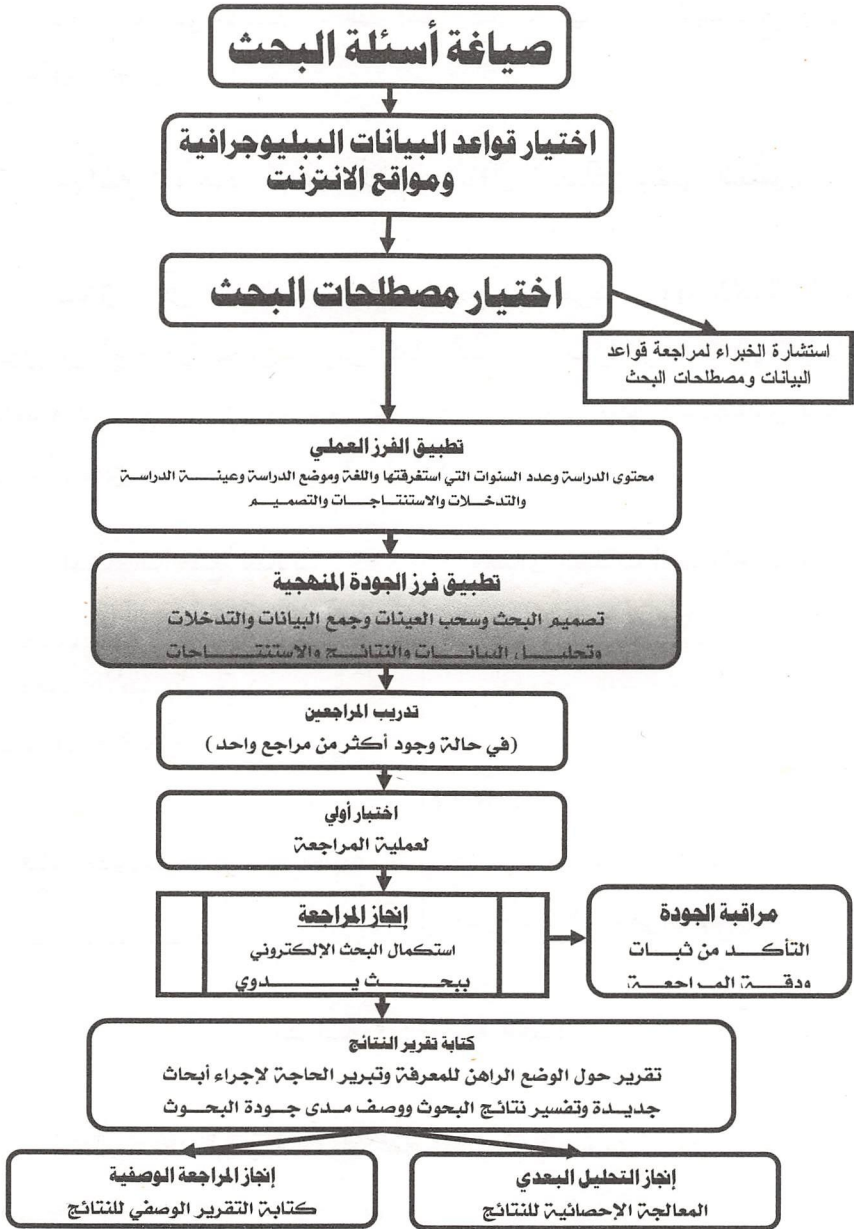 صياغة أسئلة البحث
اختيار قواعد البيانات الببليوجرافية
ومواقع الانترنت
اختيار مصطلحات البحث
استشارة الخبراء لمراجعة قواعد
البيانات ومصطلحات البحث
تطبيق الفرز العملي
محتوى الدراسة وعدد السنوات التي استغرقتها واللغة وموضع الدراسة وعينة الدراسة
والتدخلات والاستنتاجات والتصميم
تطبيق فرز الجودة المنهجية
تصميم البحث وسحب العينات وجمع البيانات والتدخلات
وتحليل البيانات والنتائج والاستنتاجات
تدريب المراجعين
(في حالة وجود أكثر من مراجع واحد)
اختبار أولي
لعملية المراجعة
إنجاز المراجعة
استكمال البحث الإلكتروني
ببحث يدوي
مراقبة الجودة
التأكد من ثبات
ودقة المراجعة
كتابة تقرير النتائج
تقرير حول الوضع الراهن للمعرفة وتبرير الحاجة لإجراء أبحاث
جديدة وتفسير نتائج البحوث ووصف مدى جودة البحوث
إنجاز التحليل البعدي
المعالجة الإحصائية للنتائج
إنجاز المراجعة الوصفية
كتابة التقرير الوصفي للنتائج